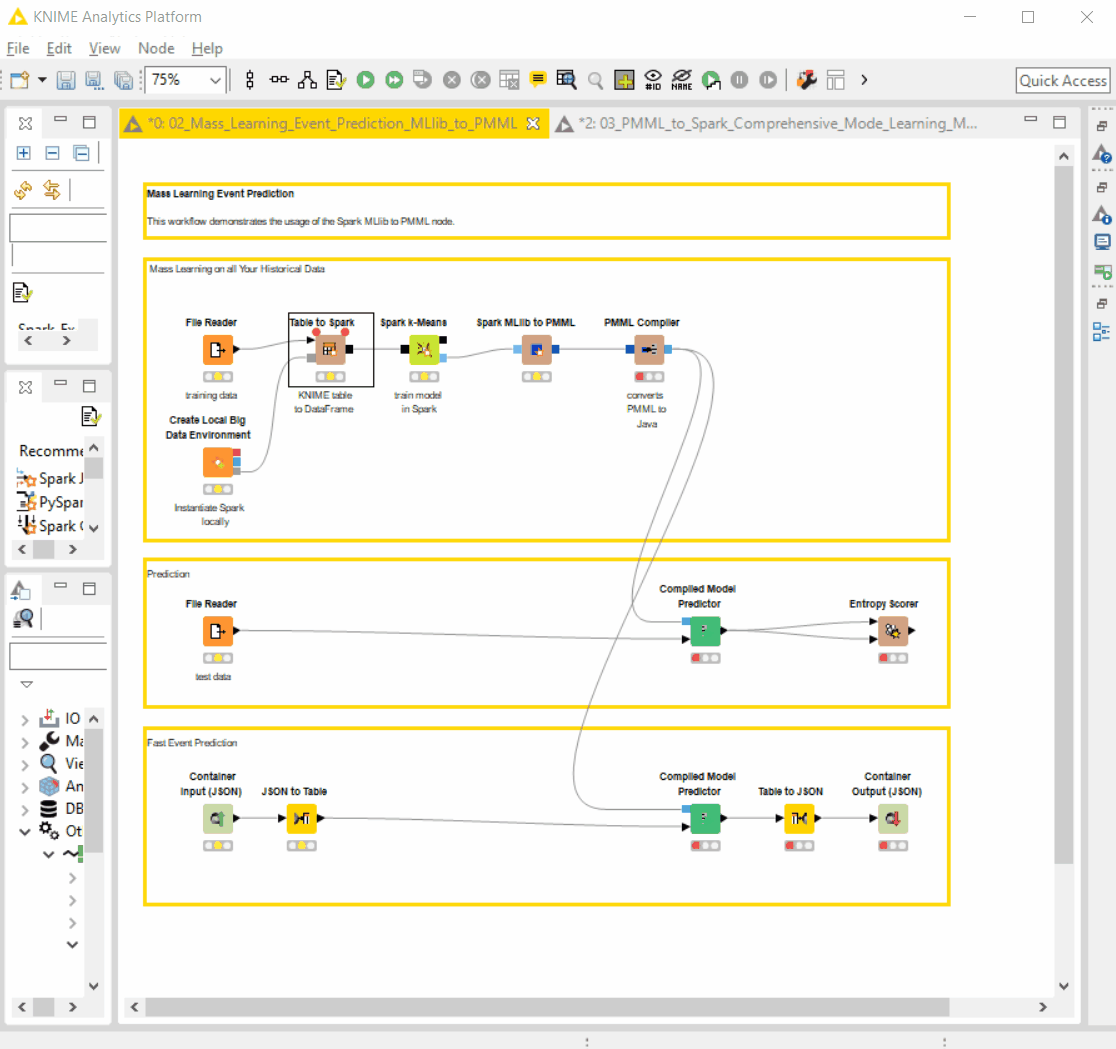 KNIME Analytics Platform
File Edit View Node Help
75%
#ID
NAME
Quick Access
*0: 02_Mass_Learning_Event_Prediction_MLlib_to_PMML
*2: 03_PMML_to_Spark_Comprehensive_Mode_Learning_M...
Mass Learning Event Prediction
This workflow demonstrates the usage of the Spark MLlib to PMML node.
Mass Learning on all Your Historical Data
File Reader
training data
Table to Spark
KNIME table
to DataFrame
Spark k-Means
train model
in Spark
Spark MLlib to PMML
PMML Compiler
converts
PMML to
Java
Create Local Big
Data Environment
Instantiate Spark
locally
Prediction
File Reader
test data
Compiled Model
Predictor
Entropy Scorer
Fast Event Prediction
Container
Input (JSON)
JSON to Table
Compiled Model
Predictor
Table to JSON
Container
Output (JSON)
Recomme
Spark J
PySpar
Spark
IO
Ma
Vie
An
DB
Ot